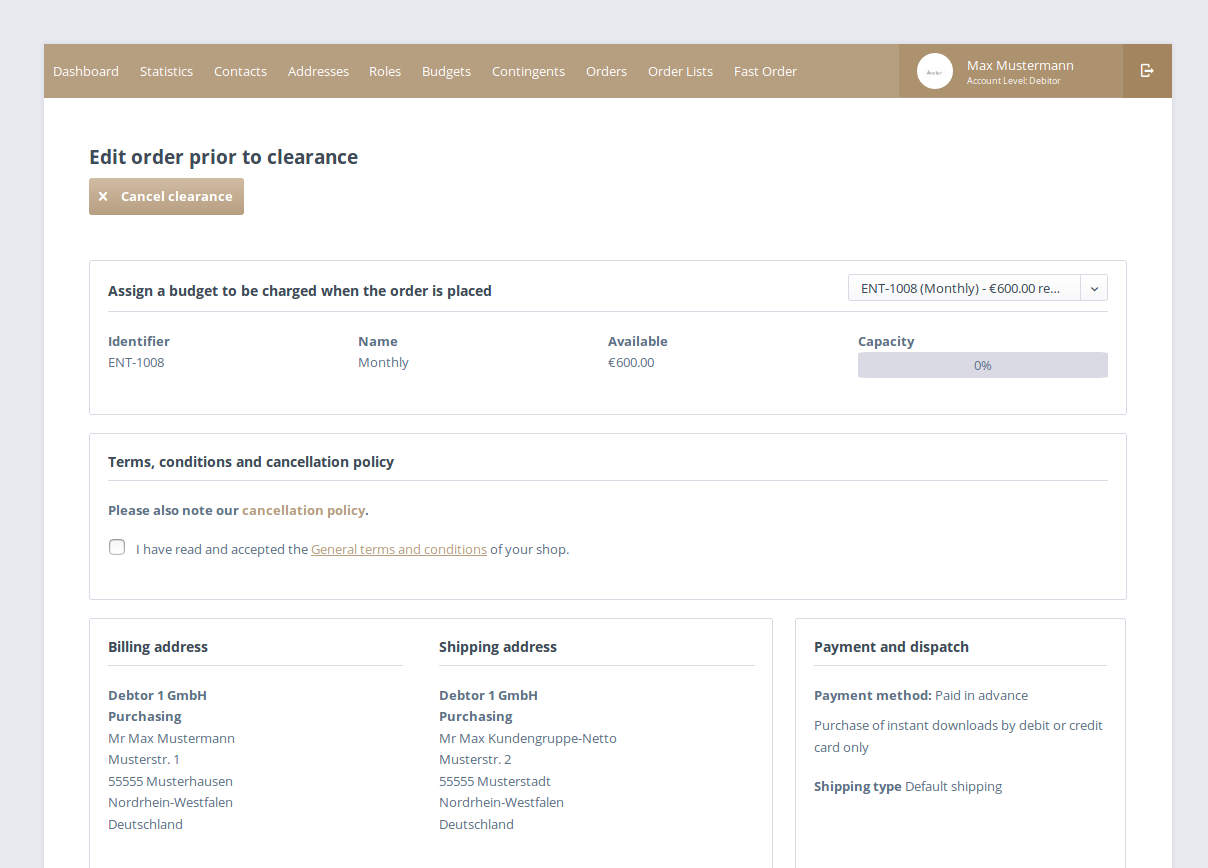 Dashboard Statistics Contacts Addresses Roles Budgets Contingents Orders Order Lists Fast Order
Max Mustermann
Account Level: Debitor
Edit order prior to clearance
Cancel clearance
Assign a budget to be charged when the order is placed
ENT-1008 (Monthly) - €600.00 re...
Identifier Name Available Capacity
ENT-1008 Monthly €600.00 0%
Terms, conditions and cancellation policy
Please also note our cancellation policy.
I have read and accepted the General terms and conditions of your shop.
Billing address
Debtor 1 GmbH
Purchasing
Mr Max Mustermann
Musterstr. 1
55555 Musterhausen
Nordrhein-Westfalen
Deutschland
Shipping address
Debtor 1 GmbH
Purchasing
Mr Max Kundengruppe-Netto
Musterstr. 2
55555 Musterstadt
Nordrhein-Westfalen
Deutschland
Payment and dispatch
Payment method: Paid in advance
Purchase of instant downloads by debit or credit
card only
Shipping type Default shipping